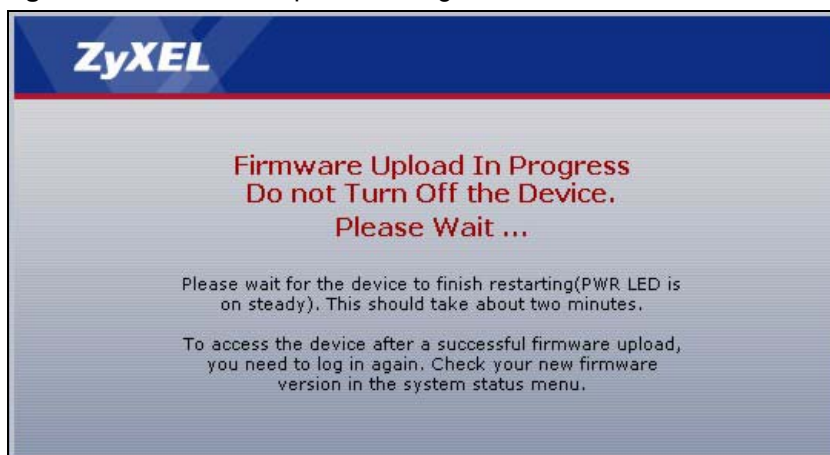 ZyXEL
Firmware Upload In Progress
Do not Turn Off the Device.
Please Wait ...
Please wait for the device to finish restarting(PWR LED is
on steady). This should take about two minutes.
To access the device after a successful firmware upload,
you need to log in again. Check your new firmware
version in the system status menu.